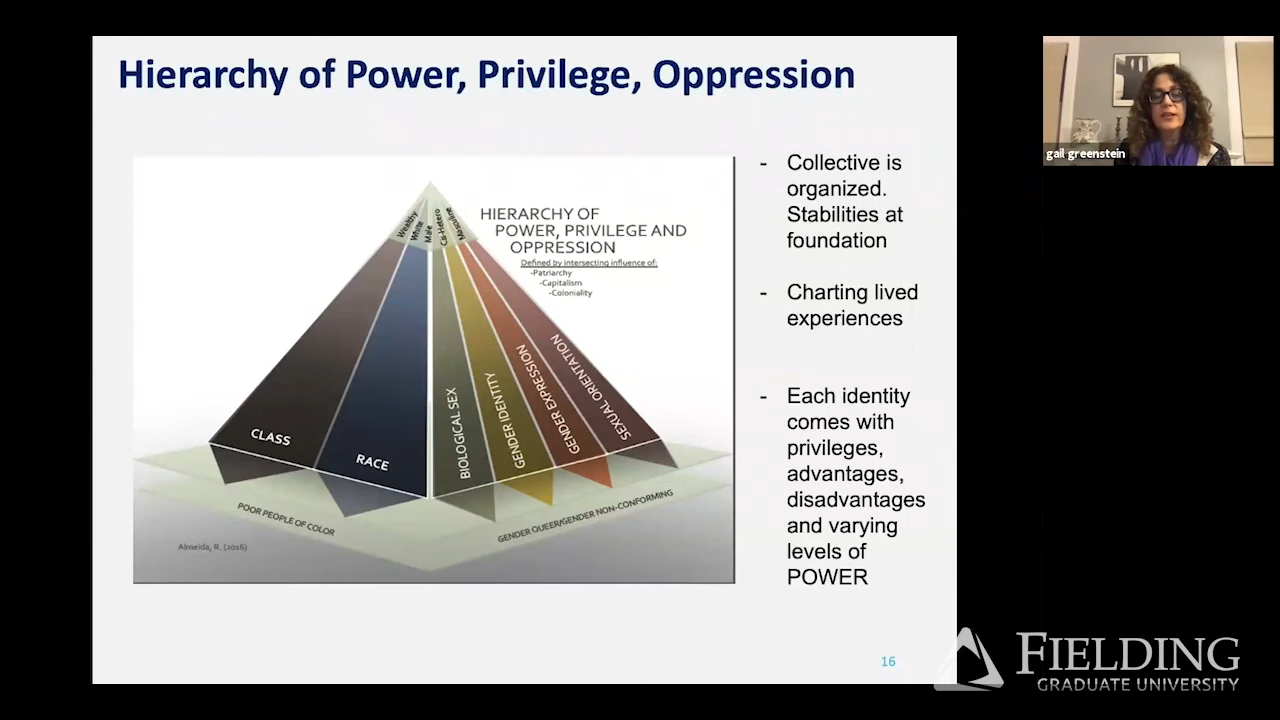 Hierarchy of Power, Privilege, Oppression
gail greenstein
HIERARCHY OF
POWER, PRIVILEGE AND
OPPRESSION
Defined by intersecting influence of:
-Patriarchy
-Capitalism
-Coloniality
Wealthy
White
Male
Cis-Hetero
Masculine
CLASS
RACE
BIOLOGICAL SEX
GENDER IDENTITY
GENDER EXPRESSION
SEXUAL ORIENTATION
POOR PEOPLE OF COLOR
GENDER QUEER/GENDER NON-CONFORMING
Almeida, R. (2016)
- Collective is
organized.
Stabilities at
foundation
- Charting lived
experiences
- Each identity
comes with
privileges,
advantages,
disadvantages
and varying
levels of
POWER
16
FIELDING
GRADUATE UNIVERSITY